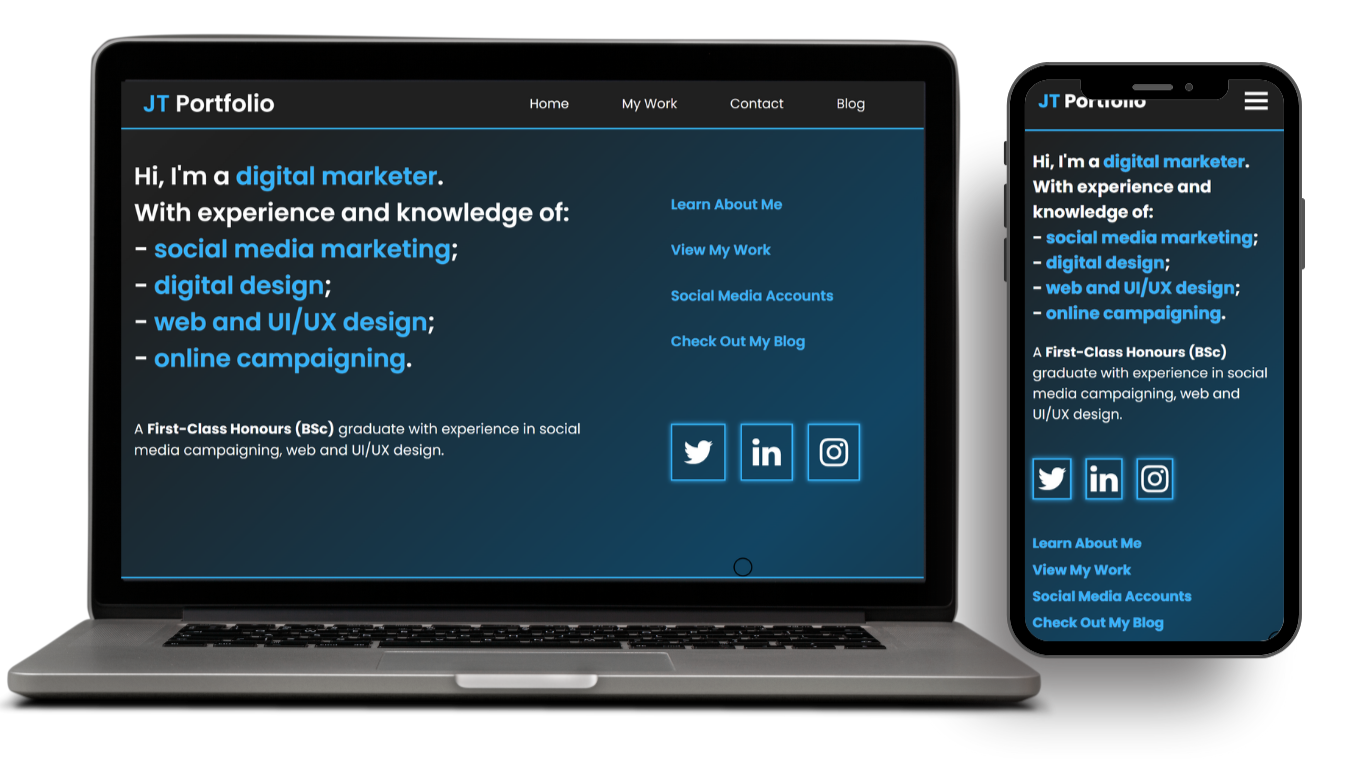 JT Portfolio
Home My Work Contact Blog
Hi, I'm a digital marketer.
With experience and knowledge of:
- social media marketing;
- digital design;
- web and UI/UX design;
- online campaigning.
A First-Class Honours (BSc) graduate with experience in social
media campaigning, web and UI/UX design.
Learn About Me
View My Work
Social Media Accounts
Check Out My Blog
in
JT Portfolio
Hi, I'm a digital marketer.
With experience and
knowledge of:
- social media marketing;
- digital design;
- web and UI/UX design;
- online campaigning.
A First-Class Honours (BSc)
graduate with experience in social
media campaigning, web and
UI/UX design.
in
Learn About Me
View My Work
Social Media Accounts
Check Out My Blog